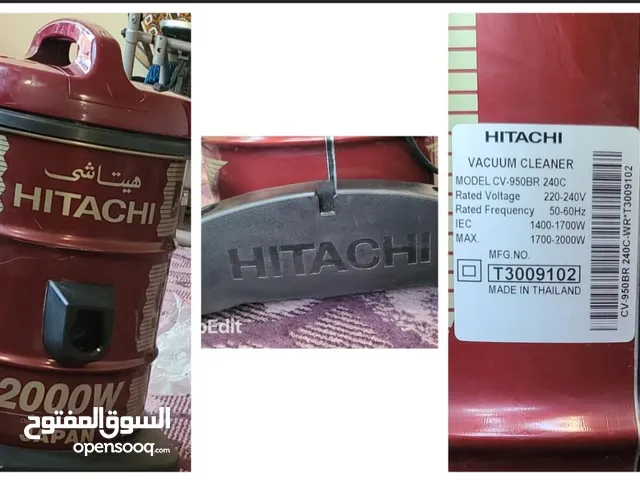 هيتاشى
HITACHI
2000W
JAPAN
السوق المفتوح
opensooq.com
HITACHI
oEdit
HITACHI
VACUUM CLEANER
MODEL CV-950BR 240C
Rated Voltage 220-240V
Rated Frequency 50-60Hz
IEC 1400-1700W
MAX. 1700-2000W
MFG.NO.
T3009102
MADE IN THAILAND
CV-950BR 240C-WR*T3009102